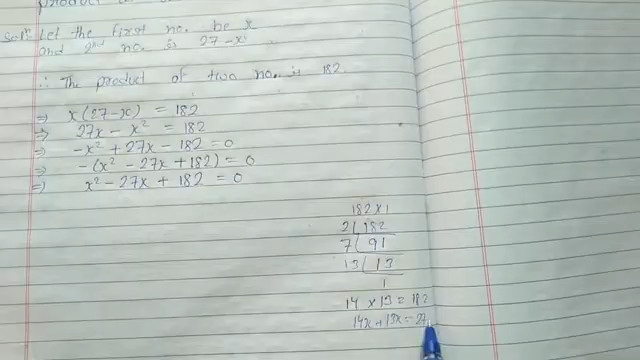 Product
Solⁿ. Let the first no. be x
and 2nd no. is 27-x
∴ The product of two no. is 182.
⇒ x(27-x) = 182
⇒ 27x - x² = 182
⇒ -x² + 27x - 182 = 0
⇒ -(x² - 27x + 182) = 0
⇒ x² - 27x + 182 = 0
182 x 1
2 182
7 91
13 13
1
14 x 13 = 182
14x + 13x = 27